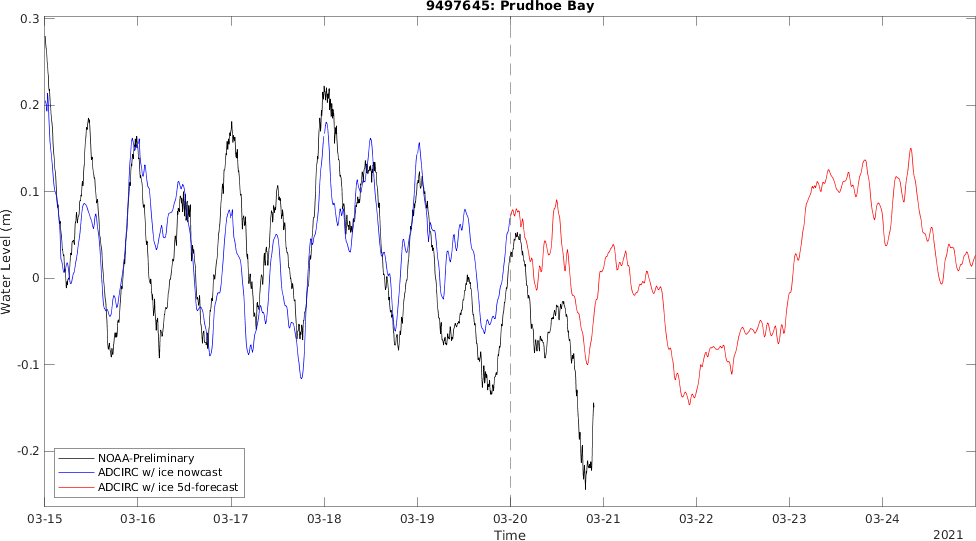 9497645: Prudhoe Bay
0.3
0.2
0.1
0
-0.1
-0.2
Water Level (m)
NOAA-Preliminary
ADCIRC w/ ice nowcast
ADCIRC w/ ice 5d-forecast
03-15 03-16 03-17 03-18 03-19 03-20 03-21 03-22 03-23 03-24
Time
2021